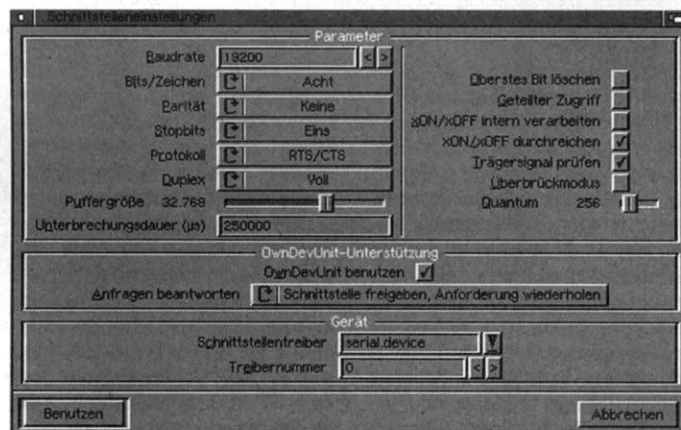 Schnittstelleneinstellungen
Parameter
Baudrate 19200 < >
Bits/Zeichen Acht
Parität Keine
Stopbits Eins
Protokoll RTS/CTS
Duplex Voll
Puffergröße 32.768
Unterbrechungsdauer (µs) 250000
Oberstes Bit löschen
Geteilter Zugriff
xON/xOFF intern verarbeiten
xON/xOFF durchreichen
Trägersignal prüfen
Überbrückmodus
Quantum 256
OwnDevUnit-Unterstützung
OwnDevUnit benutzen
Anfragen beantworten Schnittstelle freigeben, Anforderung wiederholen
Gerät
Schnittstellentreiber serial.device
Treibernummer 0 < >
Benutzen Abbrechen